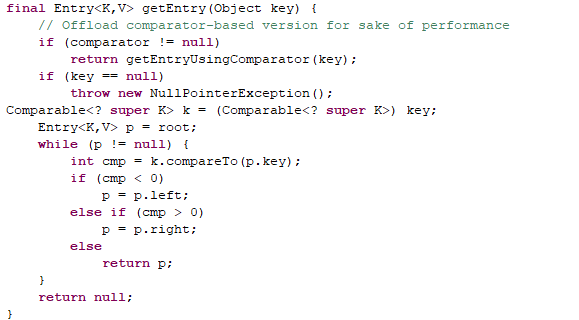 final Entry<K,V> getEntry(Object key) {
    // Offload comparator-based version for sake of performance
    if (comparator != null)
        return getEntryUsingComparator(key);
    if (key == null)
        throw new NullPointerException();
Comparable<? super K> k = (Comparable<? super K>) key;
    Entry<K,V> p = root;
    while (p != null) {
        int cmp = k.compareTo(p.key);
        if (cmp < 0)
            p = p.left;
        else if (cmp > 0)
            p = p.right;
        else
            return p;
    }
    return null;
}